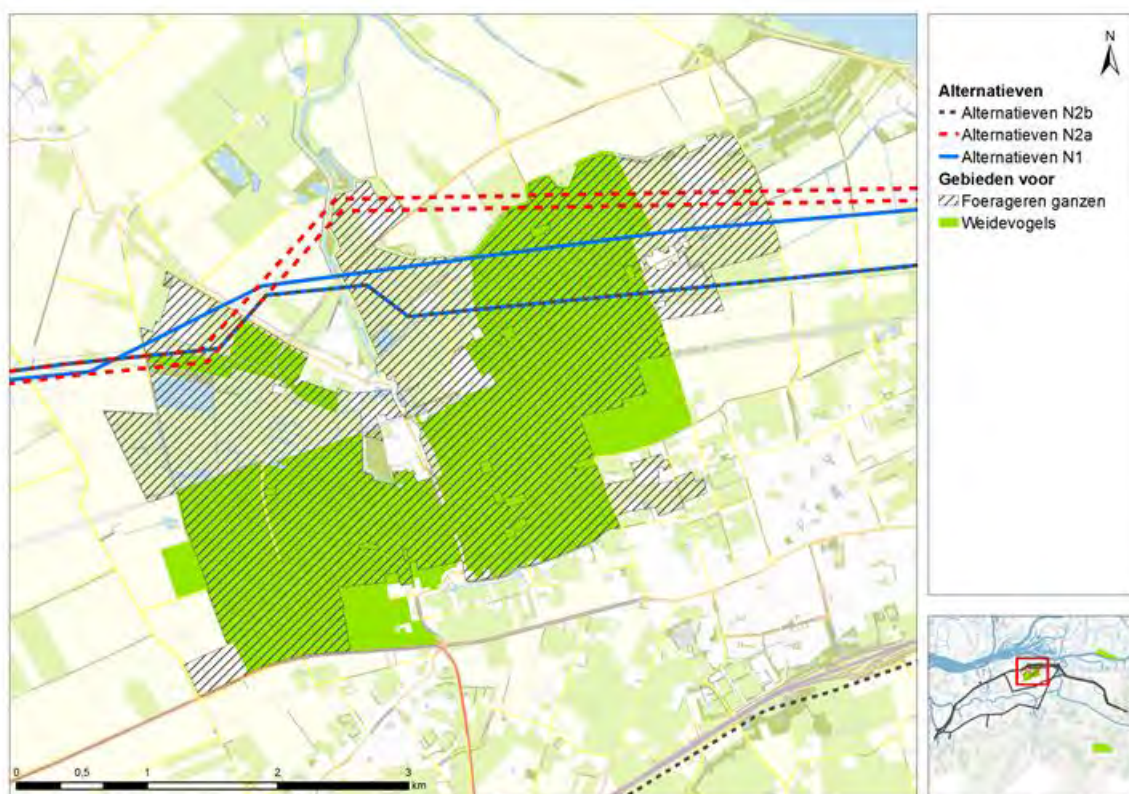 N
Alternatieven
Alternatieven N2b
Alternatieven N2a
Alternatieven N1
Gebieden voor
Foerageren ganzen
Weidevogels
0 0,5 1 2 3
km